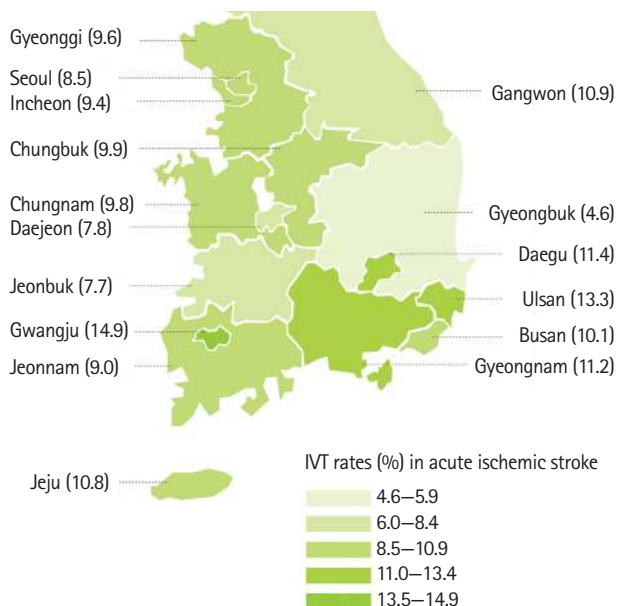 Gyeonggi (9.6)
Seoul (8.5)
Incheon (9.4)
Gangwon (10.9)
Chungbuk (9.9)
Chungnam (9.8)
Gyeongbuk (4.6)
Daejeon (7.8)
Daegu (11.4)
Jeonbuk (7.7)
Ulsan (13.3)
Gwangju (14.9)
Busan (10.1)
Jeonnam (9.0)
Gyeongnam (11.2)
Jeju (10.8)
IVT rates (%) in acute ischemic stroke
4.6—5.9
6.0—8.4
8.5—10.9
11.0—13.4
13.5—14.9